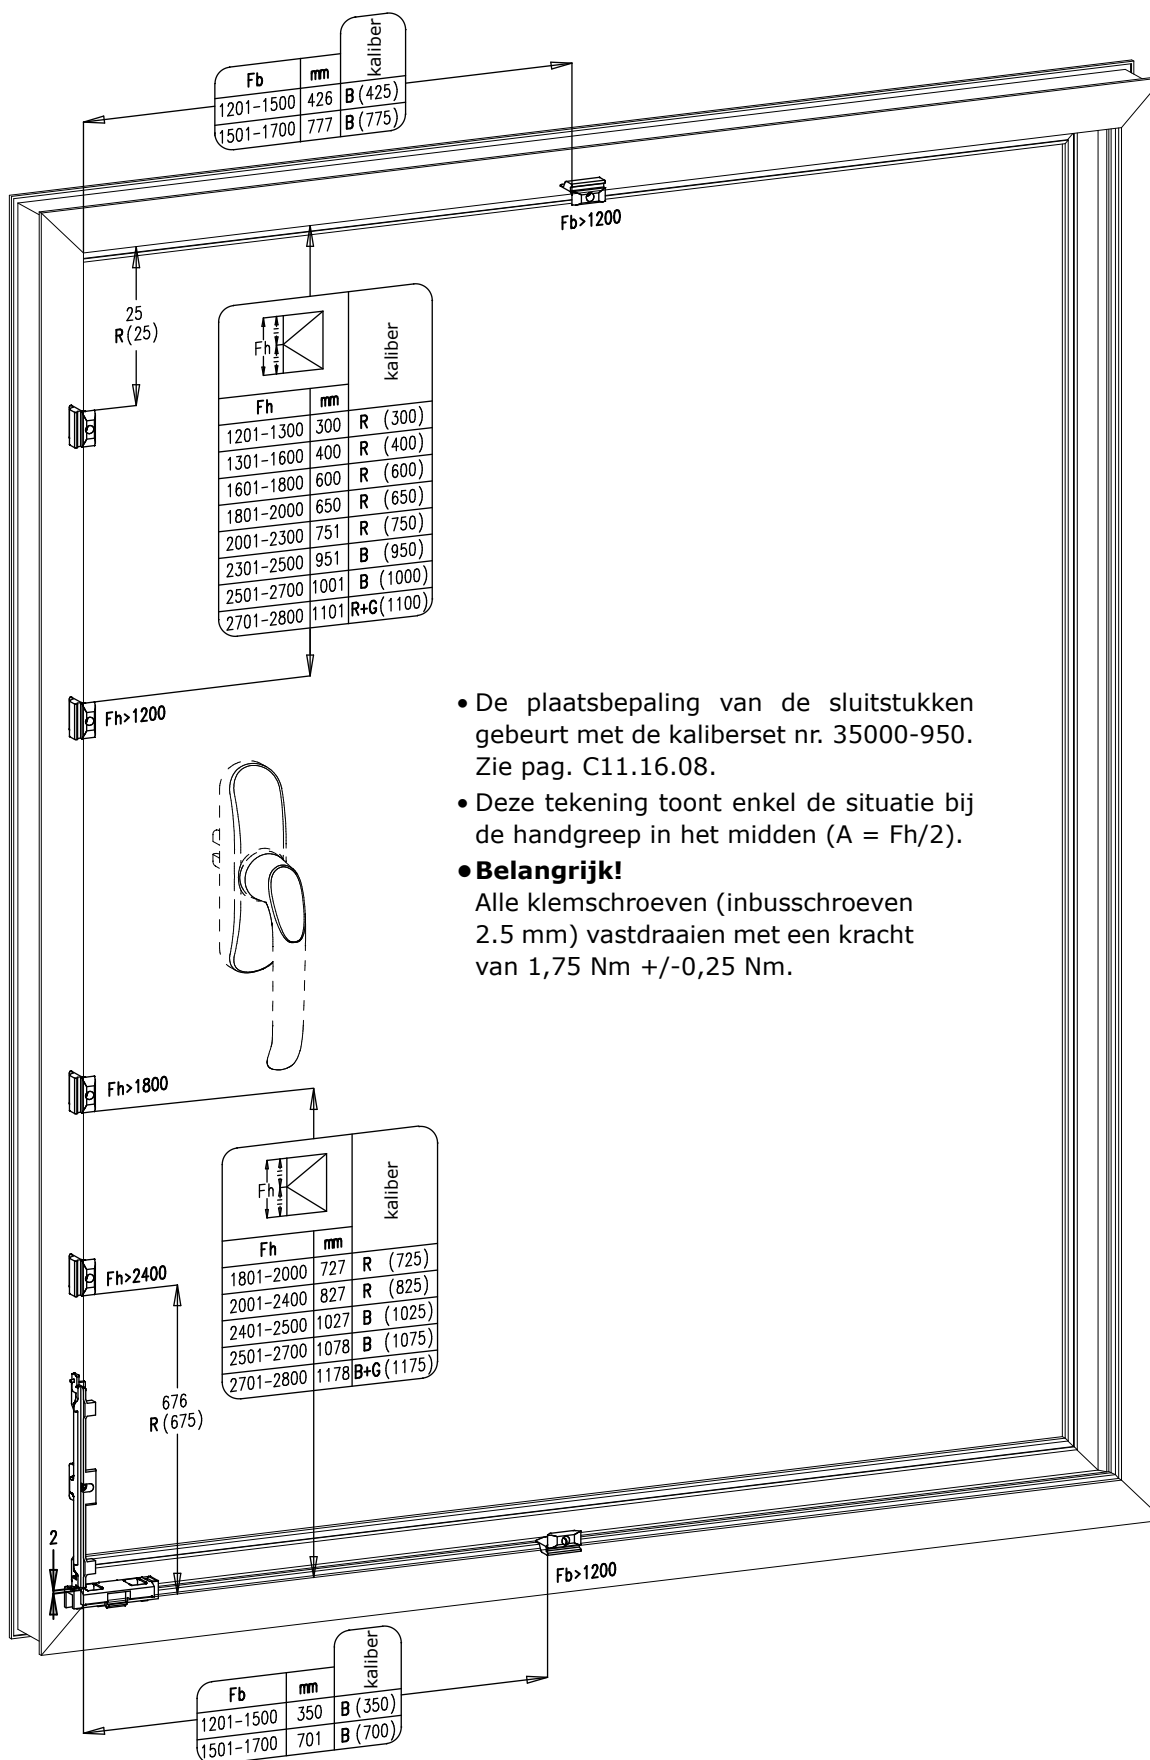 kaliber
Fb mm
1201-1500 426 B (425)
1501-1700 777 B (775)
Fb>1200
25
R(25)
Fh
kaliber
Fh mm
1201-1300 300 R (300)
1301-1600 400 R (400)
1601-1800 600 R (600)
1801-2000 650 R (650)
2001-2300 751 R (750)
2301-2500 951 B (950)
2501-2700 1001 B (1000)
2701-2800 1101 R+G (1100)
Fh>1200
• De plaatsbepaling van de sluitstukken
gebeurt met de kaliberset nr. 35000-950.
Zie pag. C11.16.08.
• Deze tekening toont enkel de situatie bij
de handgreep in het midden (A = Fh/2).
• Belangrijk!
Alle klemschroeven (inbusschroeven
2.5 mm) vastdraaien met een kracht
van 1,75 Nm +/-0,25 Nm.
Fh>1800
Fh
kaliber
Fh mm
1801-2000 727 R (725)
2001-2400 827 R (825)
2401-2500 1027 B (1025)
2501-2700 1078 B (1075)
2701-2800 1178 B+G (1175)
Fh>2400
676
R (675)
2
Fb>1200
kaliber
Fb mm
1201-1500 350 B (350)
1501-1700 701 B (700)